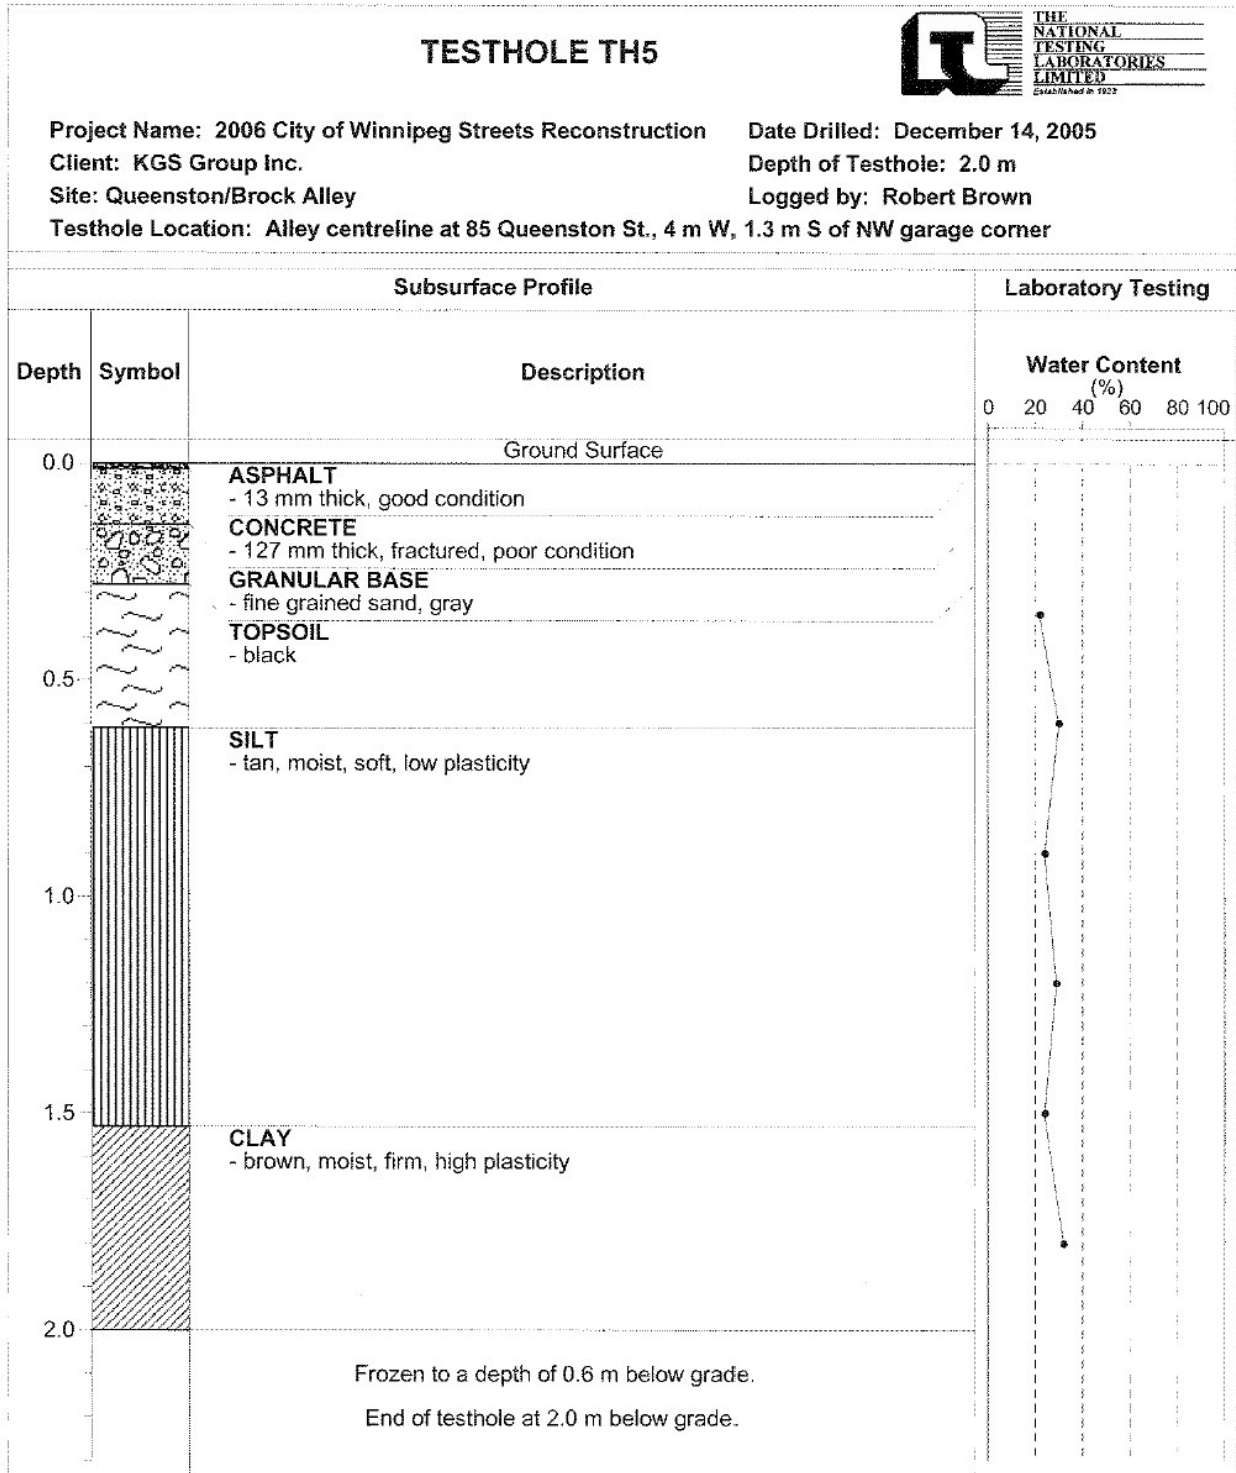 TESTHOLE TH5
THE
NATIONAL
TESTING
LABORATORIES
LIMITED
Established in 1923
Project Name: 2006 City of Winnipeg Streets Reconstruction
Date Drilled: December 14, 2005
Client: KGS Group Inc.
Depth of Testhole: 2.0 m
Site: Queenston/Brock Alley
Logged by: Robert Brown
Testhole Location: Alley centreline at 85 Queenston St., 4 m W, 1.3 m S of NW garage corner
Subsurface Profile
Laboratory Testing
Depth
Symbol
Description
Water Content
(%)
0 20 40 60 80 100
Ground Surface
0.0
ASPHALT
- 13 mm thick, good condition
CONCRETE
- 127 mm thick, fractured, poor condition
GRANULAR BASE
- fine grained sand, gray
TOPSOIL
- black
0.5
SILT
- tan, moist, soft, low plasticity
1.0
1.5
CLAY
- brown, moist, firm, high plasticity
2.0
Frozen to a depth of 0.6 m below grade.
End of testhole at 2.0 m below grade.